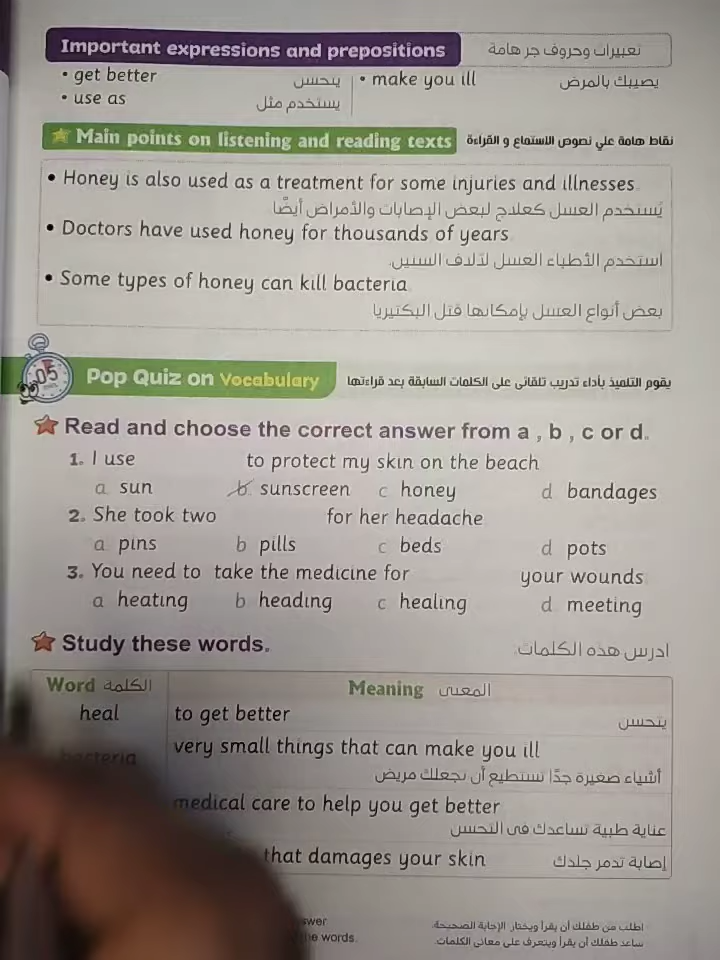 Important expressions and prepositions تعبيرات وحروف جر هامة
• get better يتحسن • make you ill يصيبك بالمرض
• use as يستخدم مثل
Main points on listening and reading texts نقاط هامة علي نصوص الاستماع و القراءة
• Honey is also used as a treatment for some injuries and illnesses
يُستخدم العسل كعلاج لبعض الإصابات والأمراض أيضًا
• Doctors have used honey for thousands of years
استخدم الأطباء العسل لآلاف السنين.
• Some types of honey can kill bacteria
بعض أنواع العسل بإمكانها قتل البكتيريا
05
Pop Quiz on Vocabulary يقوم التلميذ بأداء تدريب تلقائى على الكلمات السابقة بعد قراءتها
Read and choose the correct answer from a , b , c or d.
1. I use to protect my skin on the beach
a sun b sunscreen c honey d bandages
2. She took two for her headache
a pins b pills c beds d pots
3. You need to take the medicine for your wounds
a heating b heading c healing d meeting
Study these words. ادرس هذه الكلمات
Word الكلمة Meaning المعنى
heal to get better يتحسن
bacteria very small things that can make you ill
أشياء صغيرة جدًا تستطيع أن تجعلك مريض
medical care to help you get better
عناية طبية تساعدك فى التحسن
that damages your skin إصابة تدمر جلدك
اطلب من طفلك أن يقرأ ويختار الإجابة الصحيحة.
he words. ساعد طفلك أن يقرأ ويتعرف على معانى الكلمات.